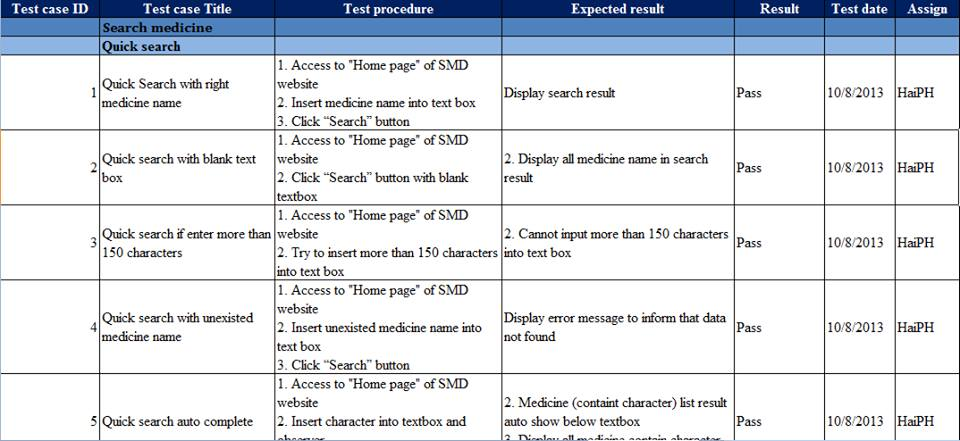 Test case ID Test case Title Test procedure Expected result Result Test date Assign
Search medicine
Quick search
1
Quick Search with right
medicine name
1. Access to "Home page" of SMD
website
2. Insert medicine name into text box
3. Click “Search” button
Display search result
Pass
10/8/2013
HaiPH
2
Quick search with blank text
box
1. Access to "Home page" of SMD
website
2. Click “Search” button with blank
textbox
2. Display all medicine name in search
result
Pass
10/8/2013
HaiPH
3
Quick search if enter more than
150 characters
1. Access to "Home page" of SMD
website
2. Try to insert more than 150 characters
into text box
2. Cannot input more than 150 characters
into text box
Pass
10/8/2013
HaiPH
4
Quick search with unexisted
medicine name
1. Access to "Home page" of SMD
website
2. Insert unexisted medicine name into
text box
3. Click “Search” button
Display error message to inform that data
not found
Pass
10/8/2013
HaiPH
5
Quick search auto complete
1. Access to "Home page" of SMD
website
2. Insert character into textbox and
observer
2. Medicine (containt character) list result
auto show below textbox
3. Display all medicine contain character
Pass
10/8/2013
HaiPH